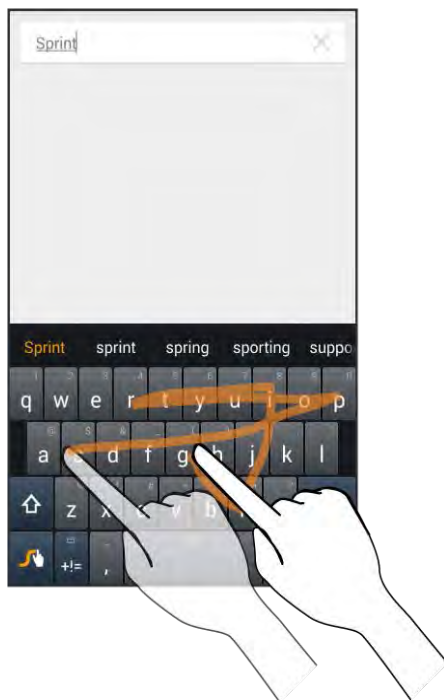 Sprint
Sprint sprint spring sporting suppo
q w e r t y u i o p
a s d f g h j k l
z x c v b
+!= ,